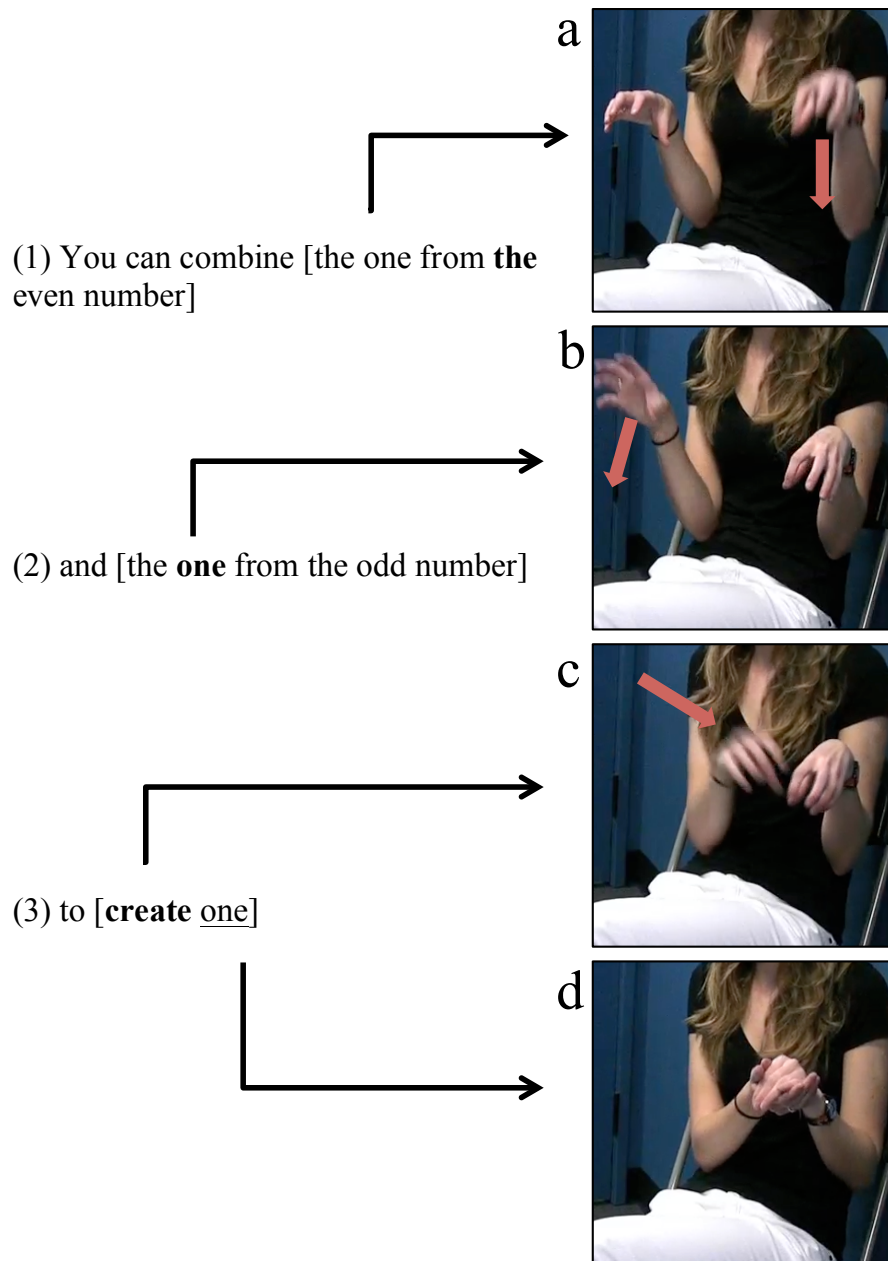 a
(1) You can combine [the one from the
even number]
b
(2) and [the one from the odd number]
c
(3) to [create one]
d